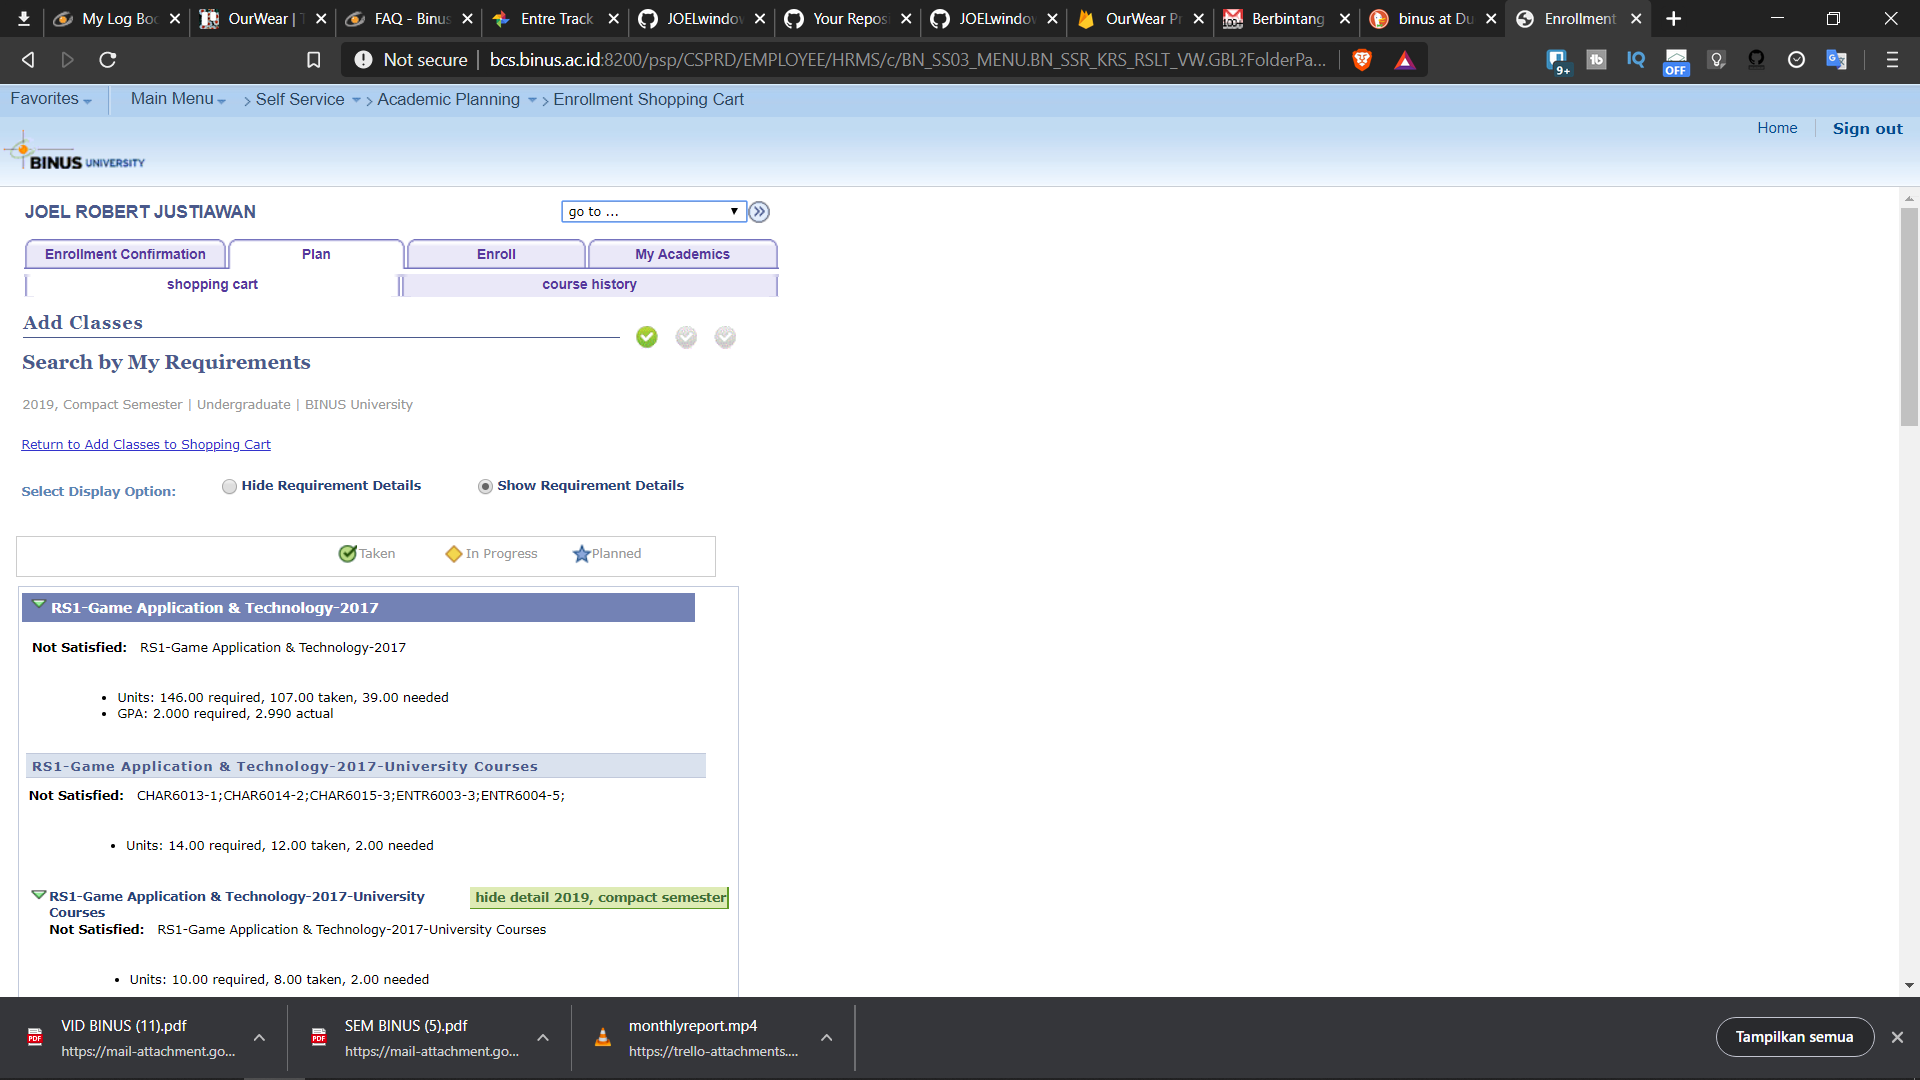 My Log Boo
OurWear | T
FAQ - Binus
Entre Track
JOELwindow
Your Reposi
JOELwindow
OurWear Pr
Berbintang
binus at Du
Enrollment
Not secure
bcs.binus.ac.id:8200/psp/CSPRD/EMPLOYEE/HRMS/c/BN_SS03_MENU.BN_SSR_KRS_RSLT_VW.GBL?FolderPa...
9+
IQ
OFF
Favorites
Main Menu
Self Service
Academic Planning
Enrollment Shopping Cart
Home
Sign out
BINUS UNIVERSITY
JOEL ROBERT JUSTIAWAN
go to ...
Enrollment Confirmation
Plan
Enroll
My Academics
shopping cart
course history
Add Classes
Search by My Requirements
2019, Compact Semester | Undergraduate | BINUS University
Return to Add Classes to Shopping Cart
Select Display Option:
Hide Requirement Details
Show Requirement Details
Taken
In Progress
Planned
RS1-Game Application & Technology-2017
Not Satisfied: RS1-Game Application & Technology-2017
• Units: 146.00 required, 107.00 taken, 39.00 needed
• GPA: 2.000 required, 2.990 actual
RS1-Game Application & Technology-2017-University Courses
Not Satisfied: CHAR6013-1;CHAR6014-2;CHAR6015-3;ENTR6003-3;ENTR6004-5;
• Units: 14.00 required, 12.00 taken, 2.00 needed
RS1-Game Application & Technology-2017-University
Courses
hide detail 2019, compact semester
Not Satisfied: RS1-Game Application & Technology-2017-University Courses
• Units: 10.00 required, 8.00 taken, 2.00 needed
VID BINUS (11).pdf
https://mail-attachment.go...
SEM BINUS (5).pdf
https://mail-attachment.go...
monthlyreport.mp4
https://trello-attachments....
Tampilkan semua